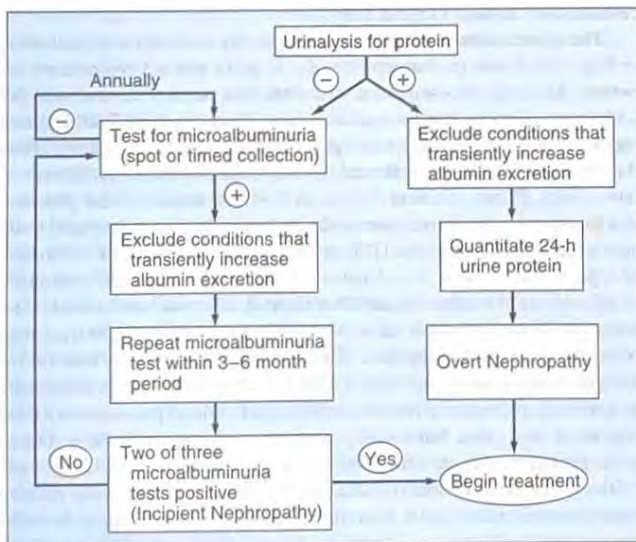 Urinalysis for protein
−
+
Annually
−
Test for microalbuminuria
(spot or timed collection)
Exclude conditions that
transiently increase
albumin excretion
+
Exclude conditions that
transiently increase
albumin excretion
Quantitate 24-h
urine protein
Repeat microalbuminuria
test within 3–6 month
period
Overt Nephropathy
No
Two of three
microalbuminuria
tests positive
(Incipient Nephropathy)
Yes
Begin treatment